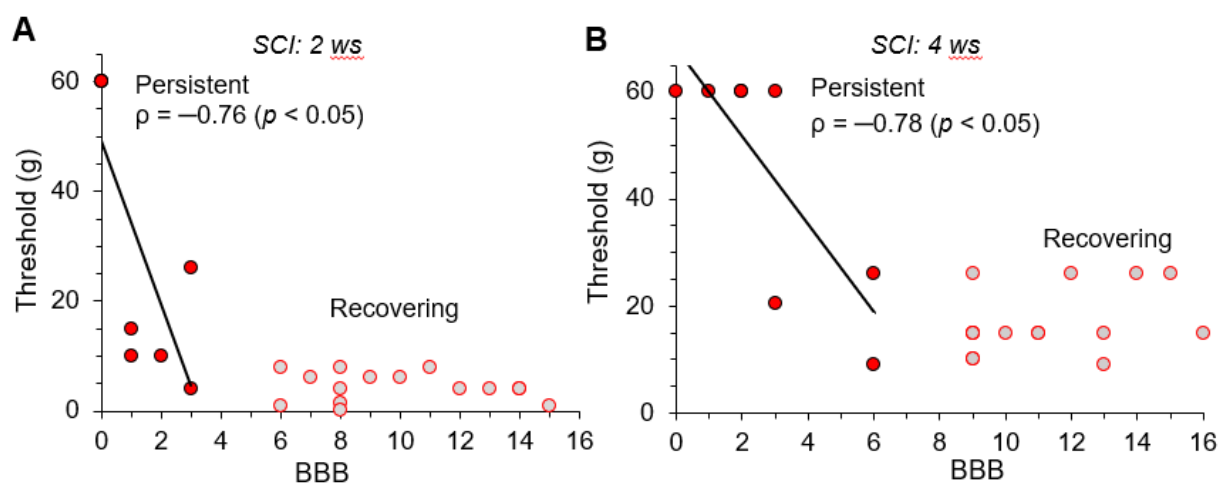 A
SCI: 2 ws
Persistent
ρ = –0.76 (p < 0.05)
Recovering
Threshold (g)
60
40
20
0
0 2 4 6 8 10 12 14 16
BBB
B
SCI: 4 ws
Persistent
ρ = –0.78 (p < 0.05)
Recovering
Threshold (g)
60
40
20
0
0 2 4 6 8 10 12 14 16
BBB